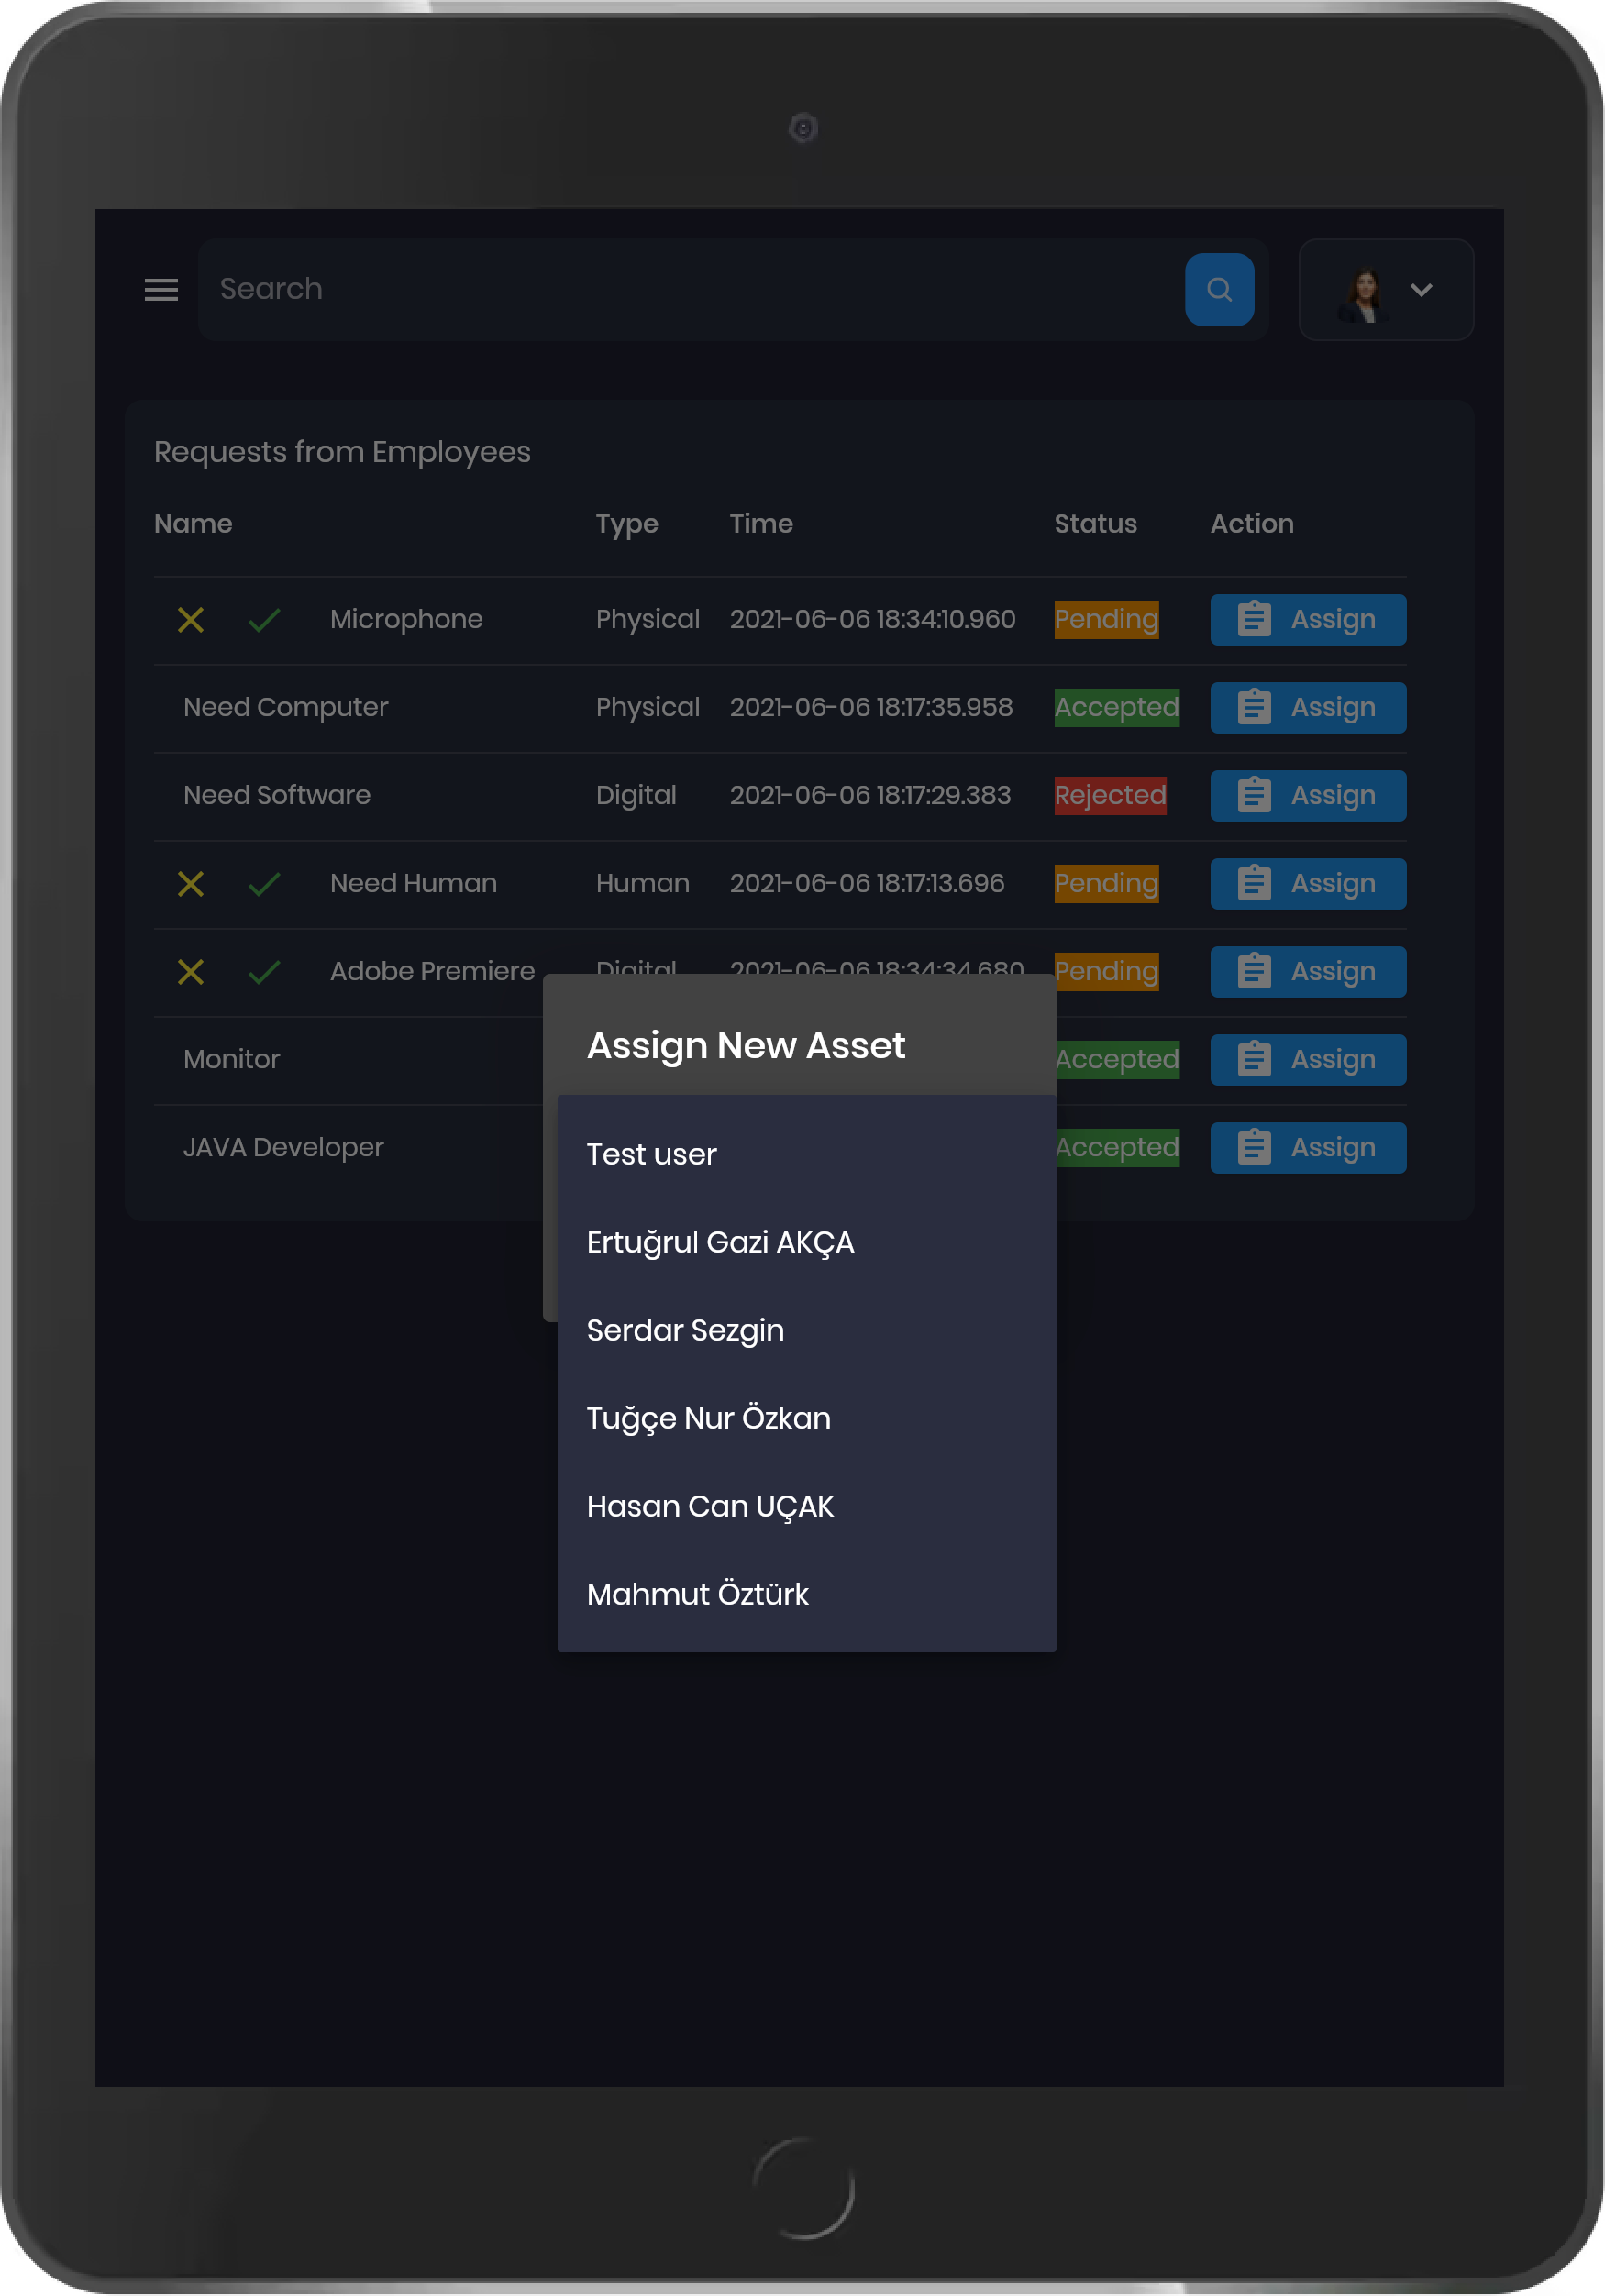 Search
Requests from Employees
Name Type Time Status Action
Microphone Physical 2021-06-06 18:34:10.960 Pending Assign
Need Computer Physical 2021-06-06 18:17:35.958 Accepted Assign
Need Software Digital 2021-06-06 18:17:29.383 Rejected Assign
Need Human Human 2021-06-06 18:17:13.696 Pending Assign
Adobe Premiere Digital 2021-06-06 18:34:34.680 Pending Assign
Monitor Accepted Assign
JAVA Developer Accepted Assign
Assign New Asset
Test user
Ertuğrul Gazi AKÇA
Serdar Sezgin
Tuğçe Nur Özkan
Hasan Can UÇAK
Mahmut Öztürk